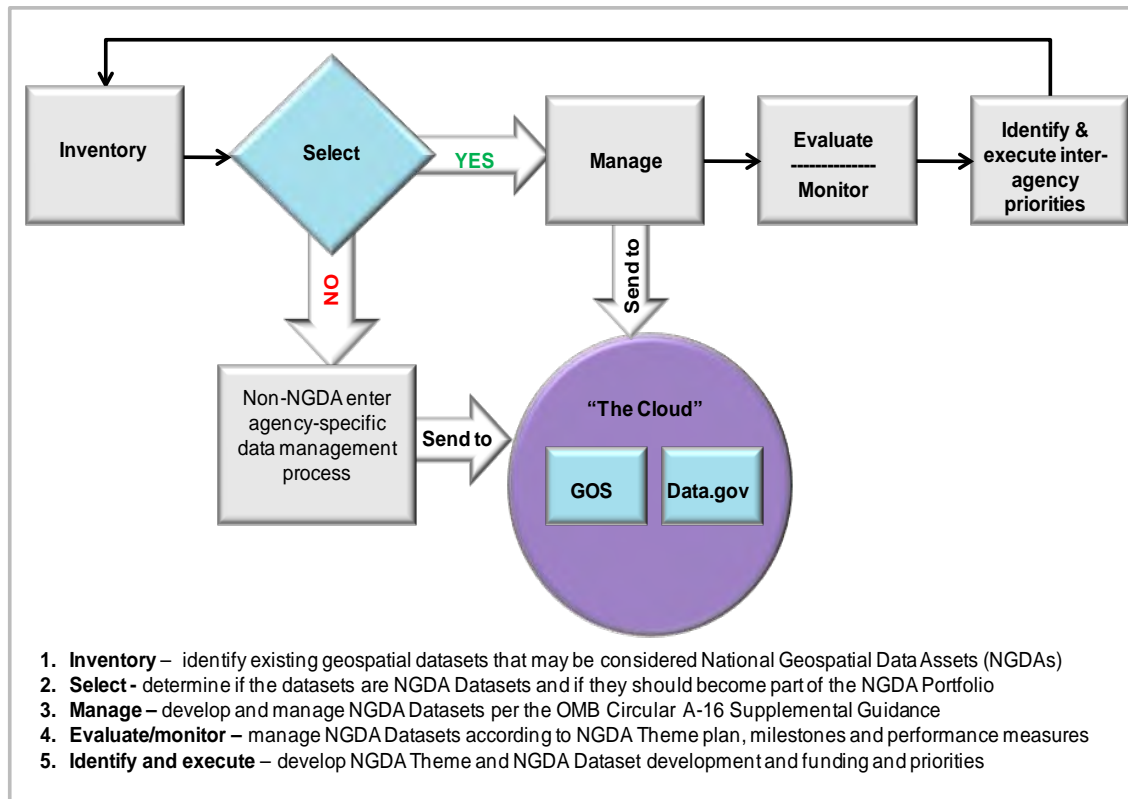 Inventory
Select
YES
Manage
Evaluate
--------------
Monitor
Identify &
execute inter-
agency
priorities
NO
Send to
Non-NGDA enter
agency-specific
data management
process
Send to
“The Cloud”
GOS
Data.gov
1. Inventory – identify existing geospatial datasets that may be considered National Geospatial Data Assets (NGDAs)
2. Select - determine if the datasets are NGDA Datasets and if they should become part of the NGDA Portfolio
3. Manage – develop and manage NGDA Datasets per the OMB Circular A-16 Supplemental Guidance
4. Evaluate/monitor – manage NGDA Datasets according to NGDA Theme plan, milestones and performance measures
5. Identify and execute – develop NGDA Theme and NGDA Dataset development and funding and priorities